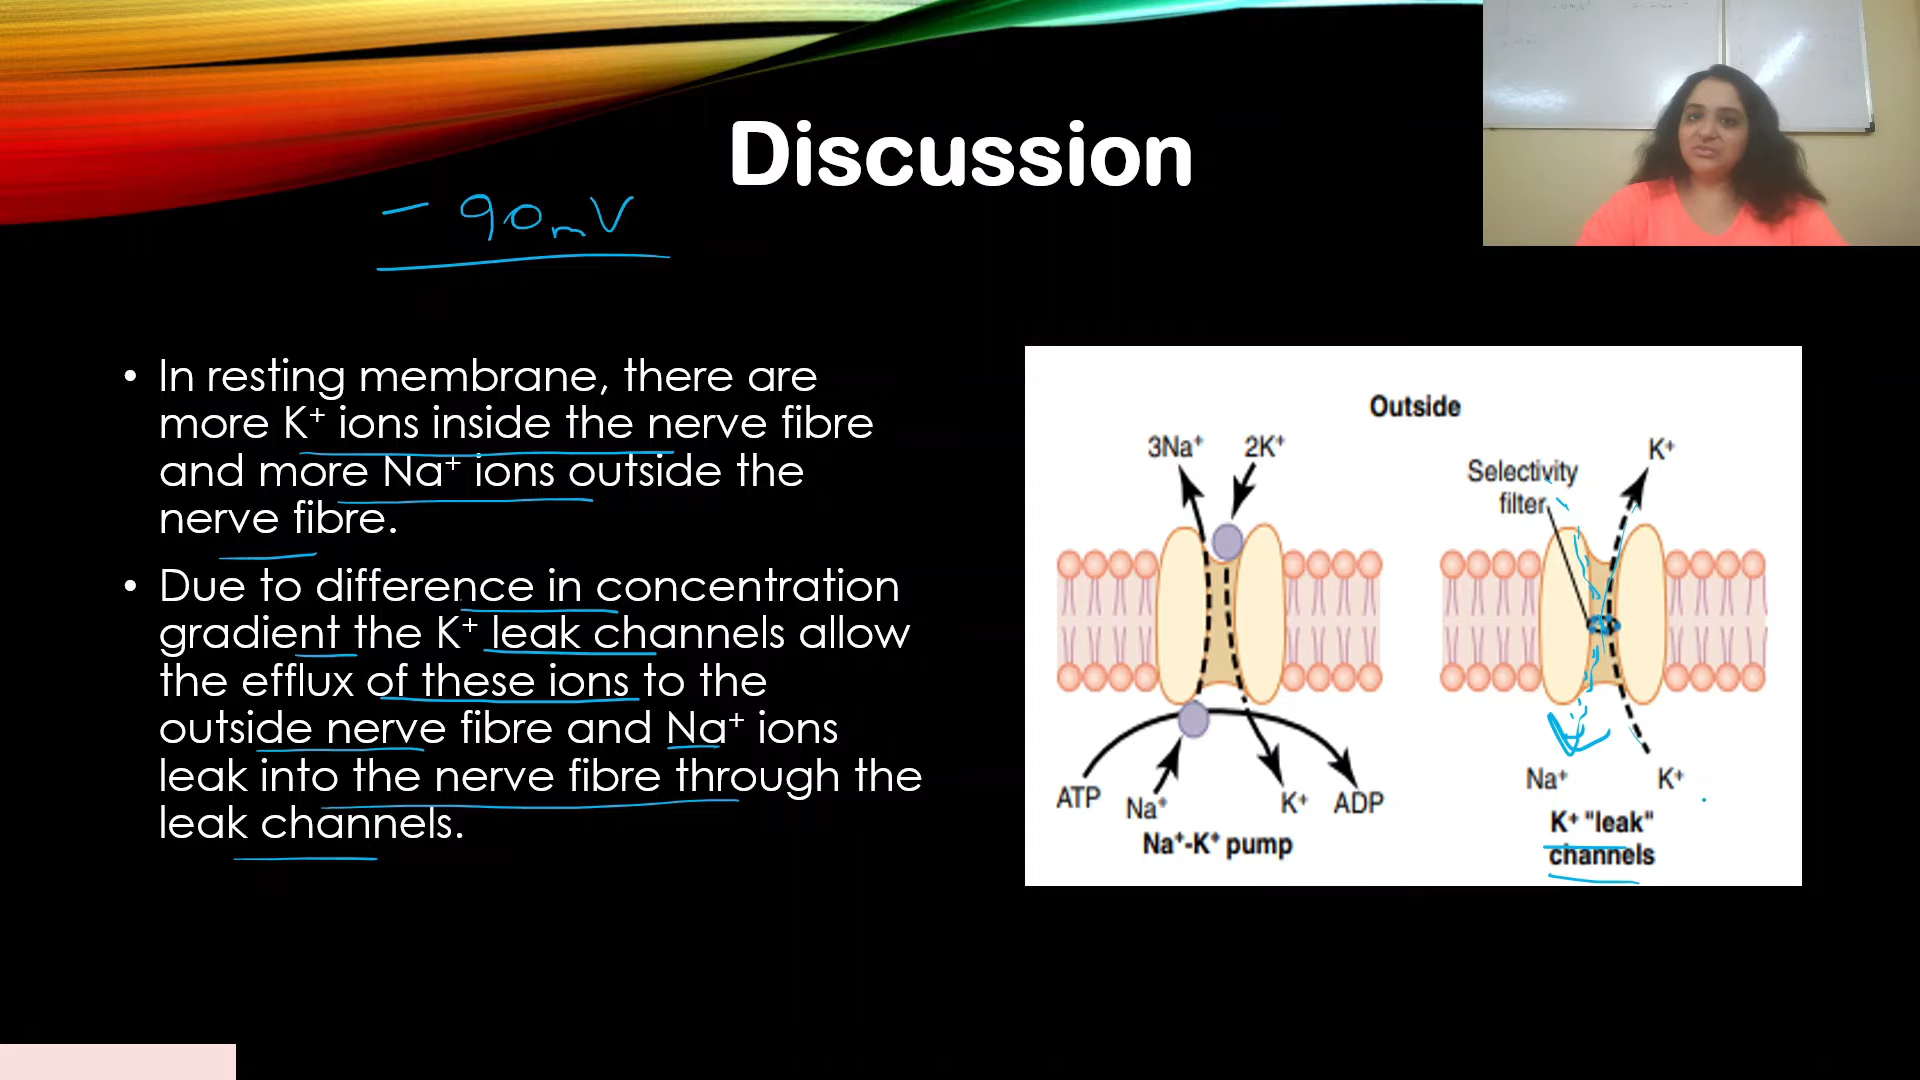 Discussion
- 90mV
• In resting membrane, there are
more K⁺ ions inside the nerve fibre
and more Na⁺ ions outside the
nerve fibre.
• Due to difference in concentration
gradient the K⁺ leak channels allow
the efflux of these ions to the
outside nerve fibre and Na⁺ ions
leak into the nerve fibre through the
leak channels.
Outside
3Na⁺ 2K⁺
K⁺
Selectivity
filter
ATP Na⁺ K⁺ ADP
Na⁺-K⁺ pump
Na⁺ K⁺
K⁺ "leak"
channels